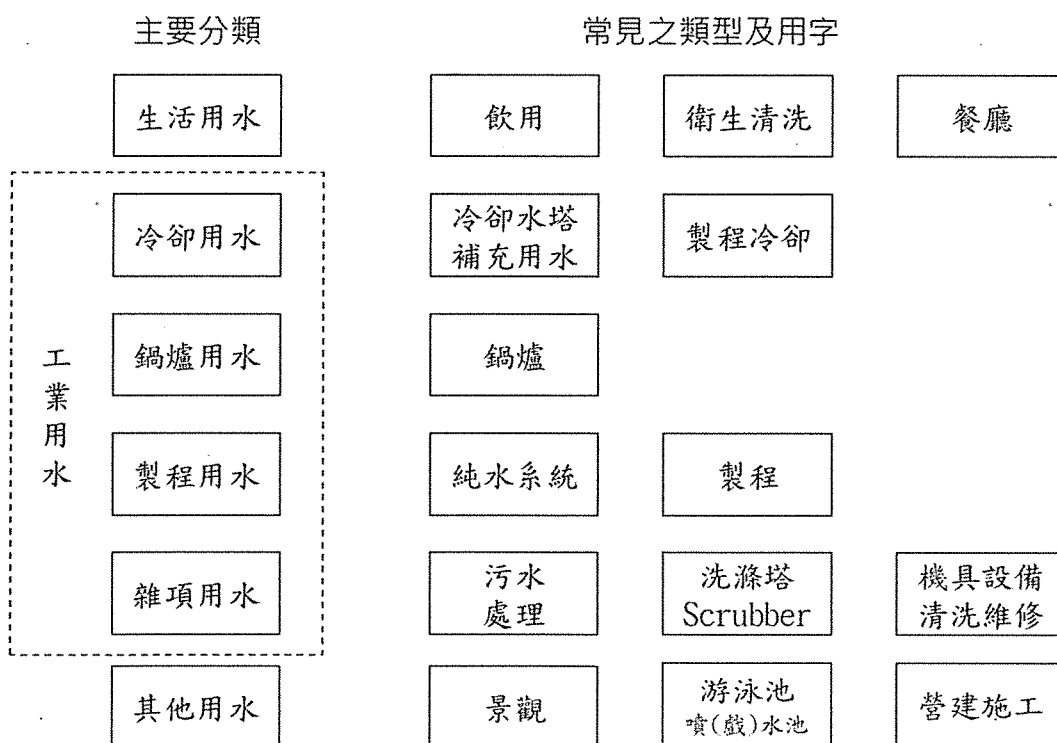 主要分類
常見之類型及用字
生活用水
飲用
衛生清洗
餐廳
工業用水
冷卻用水
冷卻水塔
補充用水
製程冷卻
鍋爐用水
鍋爐
製程用水
純水系統
製程
雜項用水
污水
處理
洗滌塔
Scrubber
機具設備
清洗維修
其他用水
景觀
游泳池
噴(戲)水池
營建施工